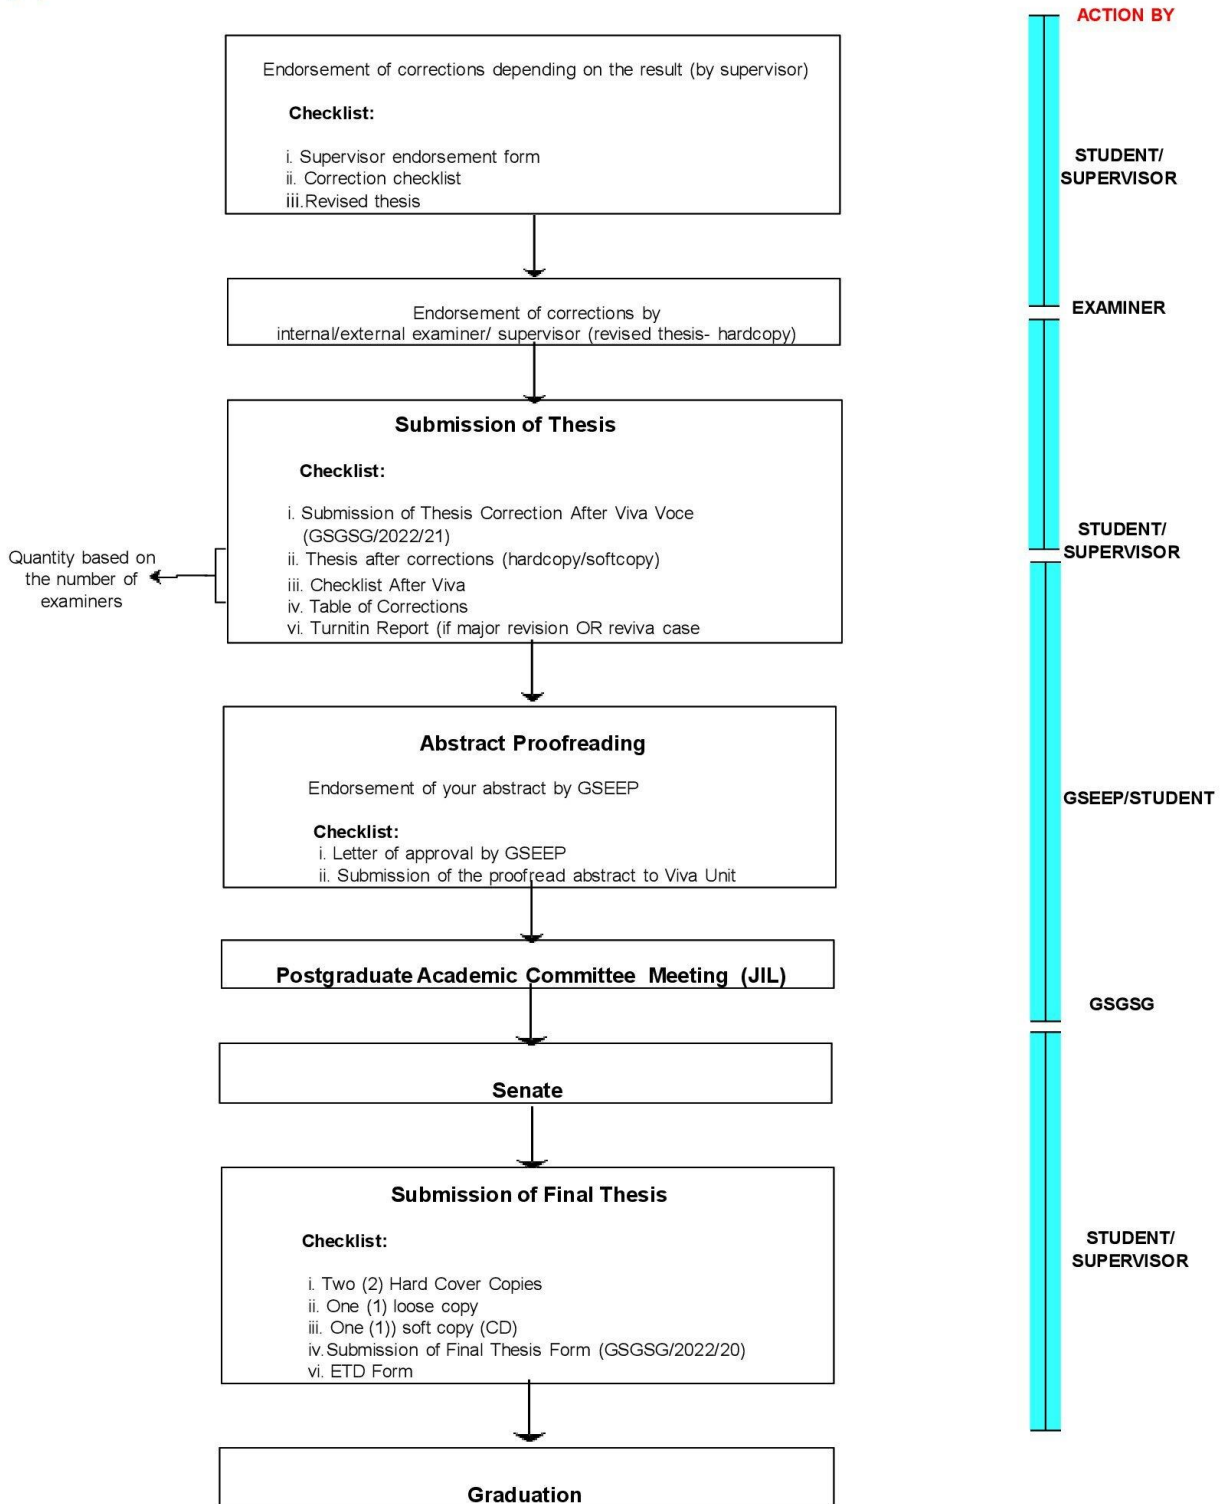 ACTION BY
Endorsement of corrections depending on the result (by supervisor)
Checklist:
i. Supervisor endorsement form
ii. Correction checklist
iii.Revised thesis
STUDENT/
SUPERVISOR
Endorsement of corrections by
internal/external examiner/ supervisor (revised thesis- hardcopy)
EXAMINER
Submission of Thesis
Checklist:
i. Submission of Thesis Correction After Viva Voce
(GSGSG/2022/21)
ii. Thesis after corrections (hardcopy/softcopy)
iii. Checklist After Viva
iv. Table of Corrections
vi. Turnitin Report (if major revision OR reviva case
Quantity based on
the number of
examiners
STUDENT/
SUPERVISOR
Abstract Proofreading
Endorsement of your abstract by GSEEP
Checklist:
i. Letter of approval by GSEEP
ii. Submission of the proofread abstract to Viva Unit
GSEEP/STUDENT
Postgraduate Academic Committee Meeting (JIL)
GSGSG
Senate
Submission of Final Thesis
Checklist:
i. Two (2) Hard Cover Copies
ii. One (1) loose copy
iii. One (1)) soft copy (CD)
iv. Submission of Final Thesis Form (GSGSG/2022/20)
vi. ETD Form
STUDENT/
SUPERVISOR
Graduation